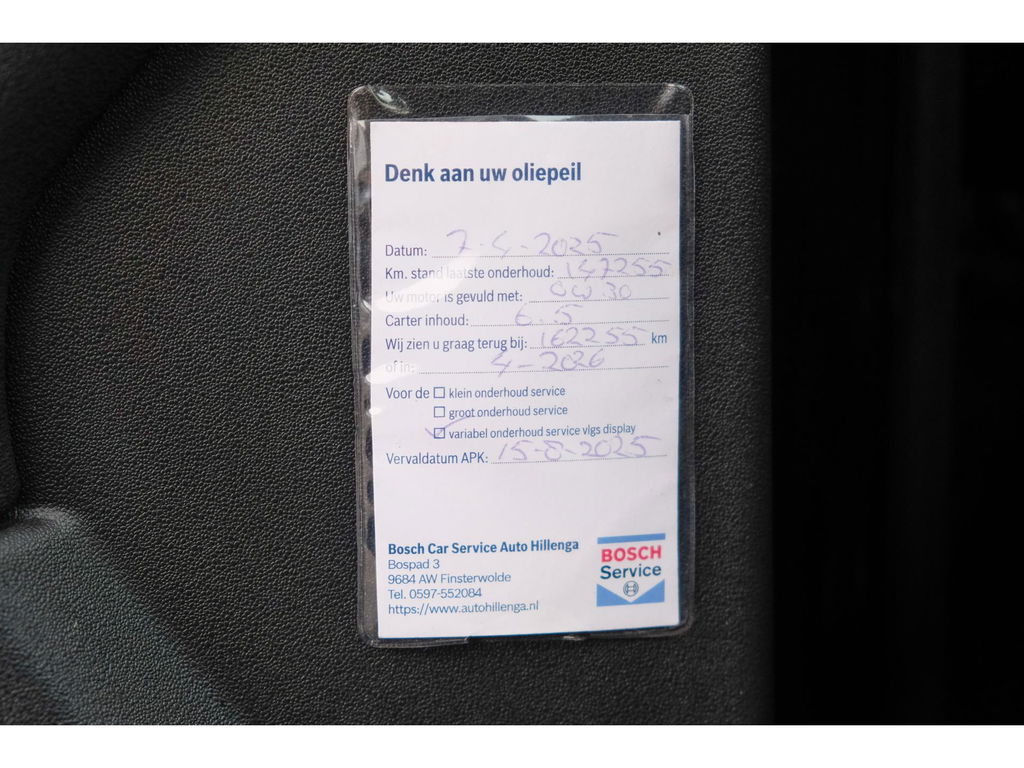 Denk aan uw oliepeil
Datum: 7-4-2025
Km. stand laatste onderhoud: 147255
Uw motor is gevuld met: 0W30
Carter inhoud: 6.5
Wij zien u graag terug bij: 162255 km
of in: 4-2026
Voor de klein onderhoud service
groot onderhoud service
variabel onderhoud service vlgs display
Vervaldatum APK: 15-8-2025
Bosch Car Service Auto Hillenga
Bospad 3
9684 AW Finsterwolde
Tel. 0597-552084
https://www.autohillenga.nl
BOSCH
Service